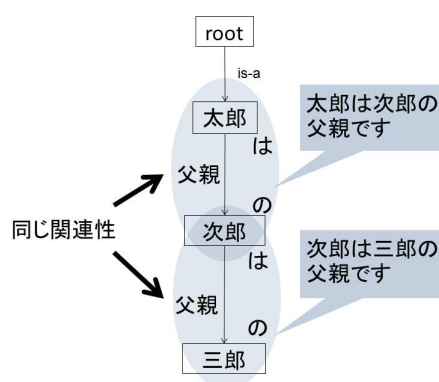 root
is-a
太郎
は
太郎は次郎の
父親です
父親
の
同じ関連性
次郎
は
次郎は三郎の
父親です
父親
の
三郎